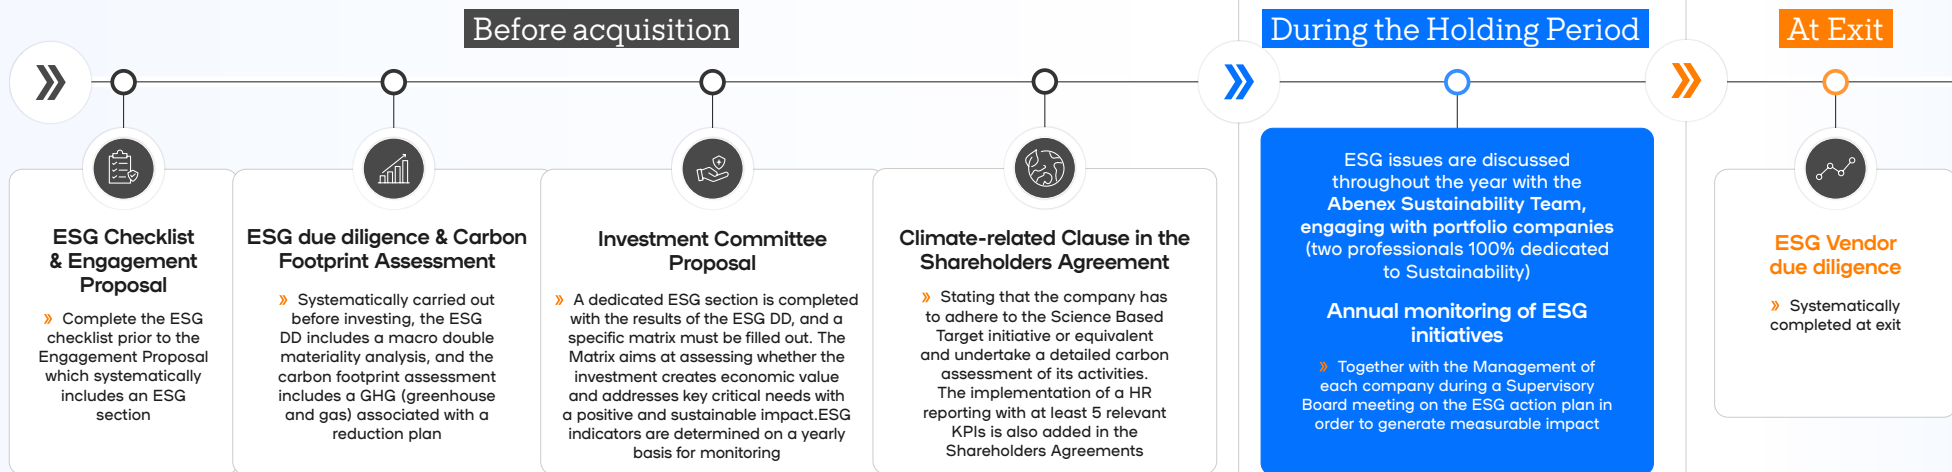 Before acquisition
During the Holding Period
At Exit
ESG Checklist
& Engagement
Proposal
» Complete the ESG
checklist prior to the
Engagement Proposal
which systematically
includes an ESG
section
ESG due diligence & Carbon
Footprint Assessment
» Systematically carried out
before investing, the ESG
DD includes a macro double
materiality analysis, and the
carbon footprint assessment
includes a GHG (greenhouse
and gas) associated with a
reduction plan
Investment Committee
Proposal
» A dedicated ESG section is completed
with the results of the ESG DD, and a
specific matrix must be filled out. The
Matrix aims at assessing whether the
investment creates economic value
and addresses key critical needs with
a positive and sustainable impact.ESG
indicators are determined on a yearly
basis for monitoring
Climate-related Clause in the
Shareholders Agreement
» Stating that the company has
to adhere to the Science Based
Target initiative or equivalent
and undertake a detailed carbon
assessment of its activities.
The implementation of a HR
reporting with at least 5 relevant
KPIs is also added in the
Shareholders Agreements
ESG issues are discussed
throughout the year with the
Abenex Sustainability Team,
engaging with portfolio companies
(two professionals 100% dedicated
to Sustainability)
Annual monitoring of ESG
initiatives
» Together with the Management of
each company during a Supervisory
Board meeting on the ESG action plan in
order to generate measurable impact
ESG Vendor
due diligence
» Systematically
completed at exit